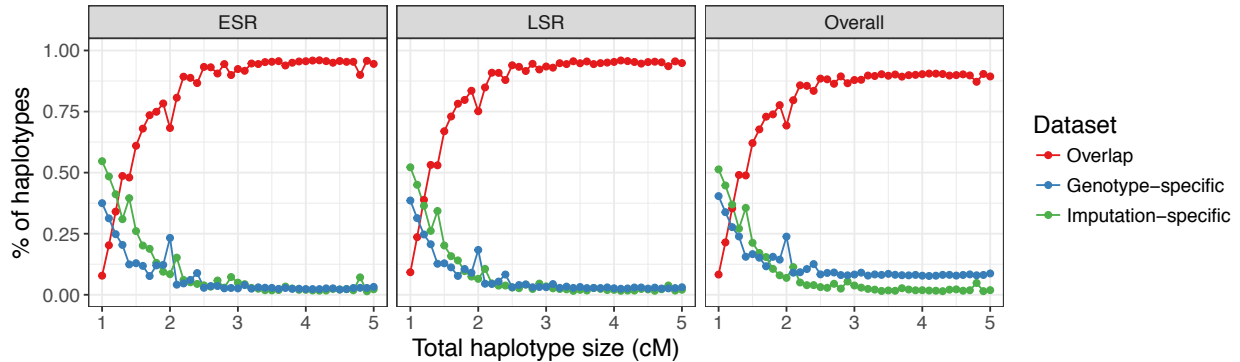 ESR LSR Overall
1.00
0.75
0.50
0.25
0.00
% of haplotypes
1 2 3 4 5 1 2 3 4 5 1 2 3 4 5
Total haplotype size (cM)
Dataset
Overlap
Genotype−specific
Imputation−specific